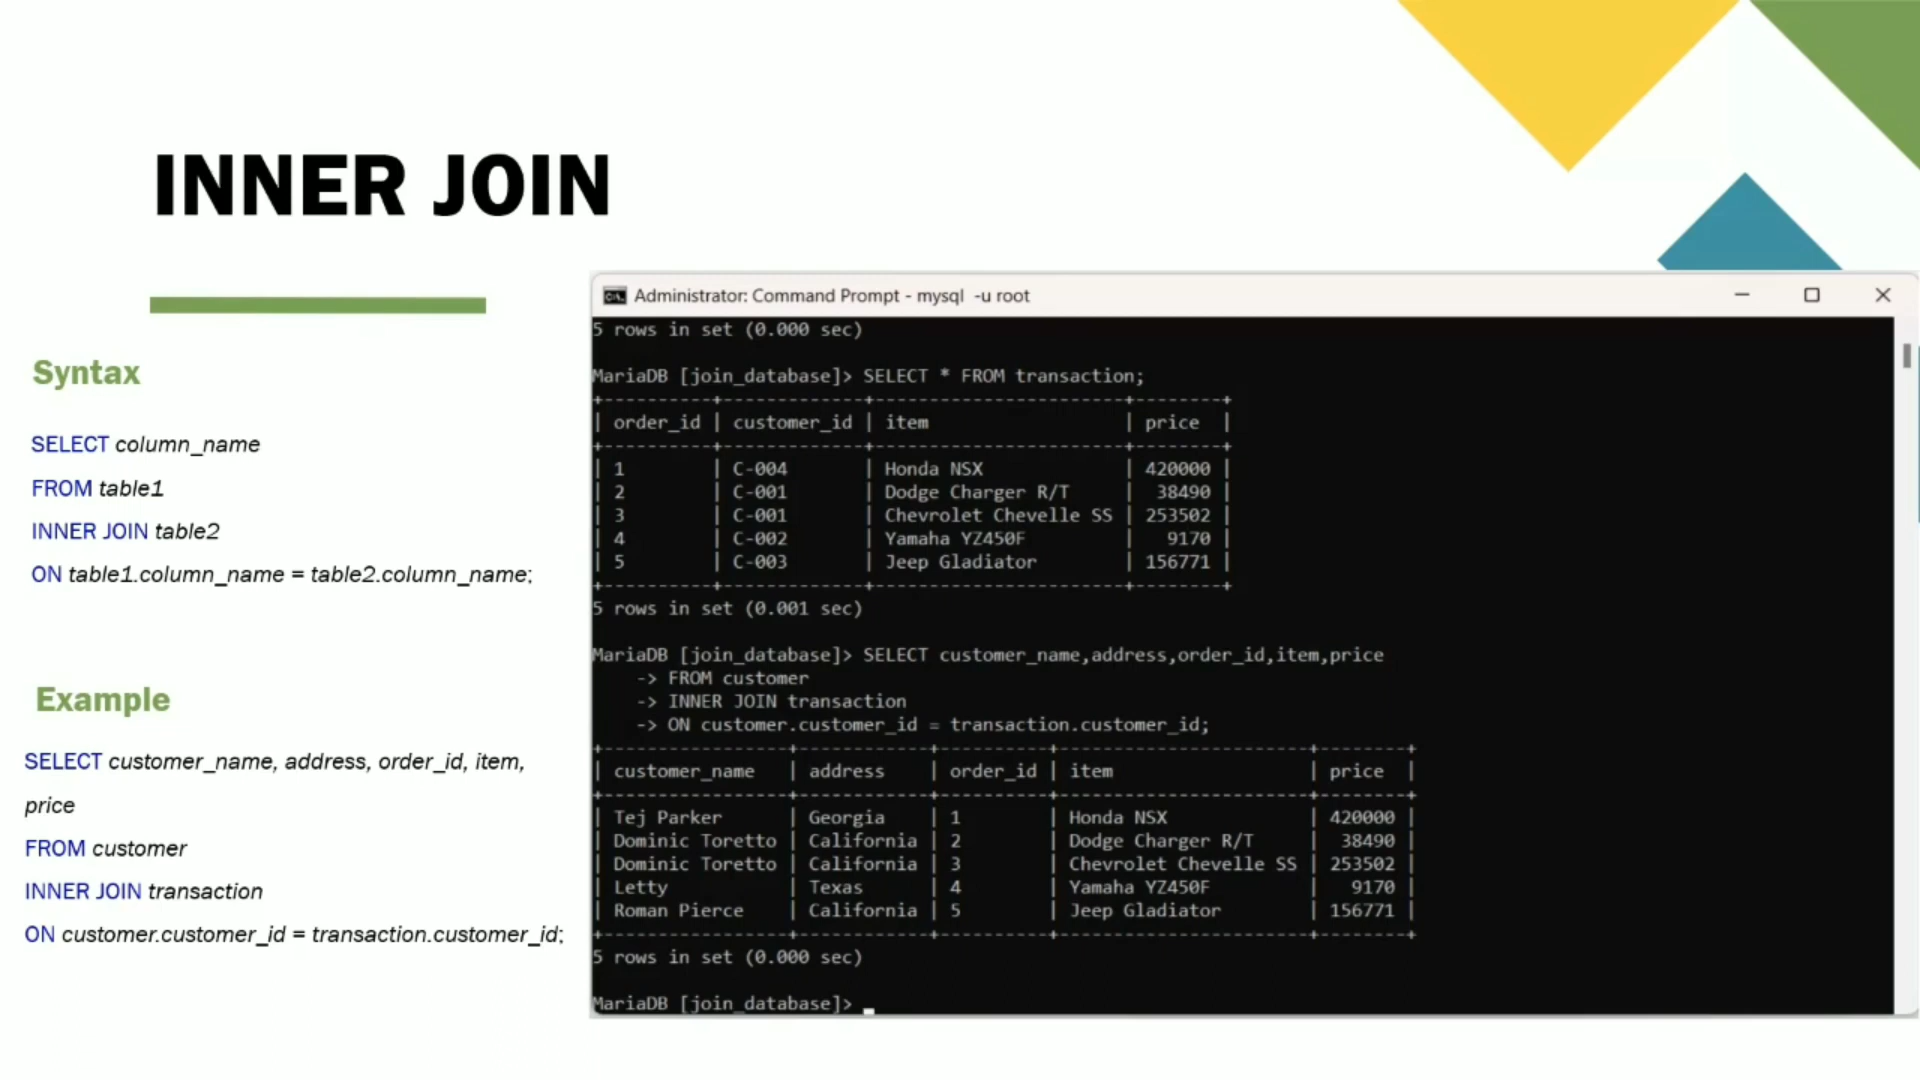 INNER JOIN
Syntax
SELECT column_name
FROM table1
INNER JOIN table2
ON table1.column_name = table2.column_name;
Example
SELECT customer_name, address, order_id, item,
price
FROM customer
INNER JOIN transaction
ON customer.customer_id = transaction.customer_id;
Administrator: Command Prompt - mysql -u root
5 rows in set (0.000 sec)
MariaDB [join_database]> SELECT * FROM transaction;
+----------+-------------+---------------------+--------+
| order_id | customer_id | item | price |
+----------+-------------+---------------------+--------+
| 1 | C-004 | Honda NSX | 420000 |
| 2 | C-001 | Dodge Charger R/T | 38490 |
| 3 | C-001 | Chevrolet Chevelle SS | 253502 |
| 4 | C-002 | Yamaha YZ450F | 9170 |
| 5 | C-003 | Jeep Gladiator | 156771 |
+----------+-------------+---------------------+--------+
5 rows in set (0.001 sec)
MariaDB [join_database]> SELECT customer_name,address,order_id,item,price
-> FROM customer
-> INNER JOIN transaction
-> ON customer.customer_id = transaction.customer_id;
+-----------------+------------+----------+-----------------------+--------+
| customer_name | address | order_id | item | price |
+-----------------+------------+----------+-----------------------+--------+
| Tej Parker | Georgia | 1 | Honda NSX | 420000 |
| Dominic Toretto | California | 2 | Dodge Charger R/T | 38490 |
| Dominic Toretto | California | 3 | Chevrolet Chevelle SS | 253502 |
| Letty | Texas | 4 | Yamaha YZ450F | 9170 |
| Roman Pierce | California | 5 | Jeep Gladiator | 156771 |
+-----------------+------------+----------+-----------------------+--------+
5 rows in set (0.000 sec)
MariaDB [join_database]> _